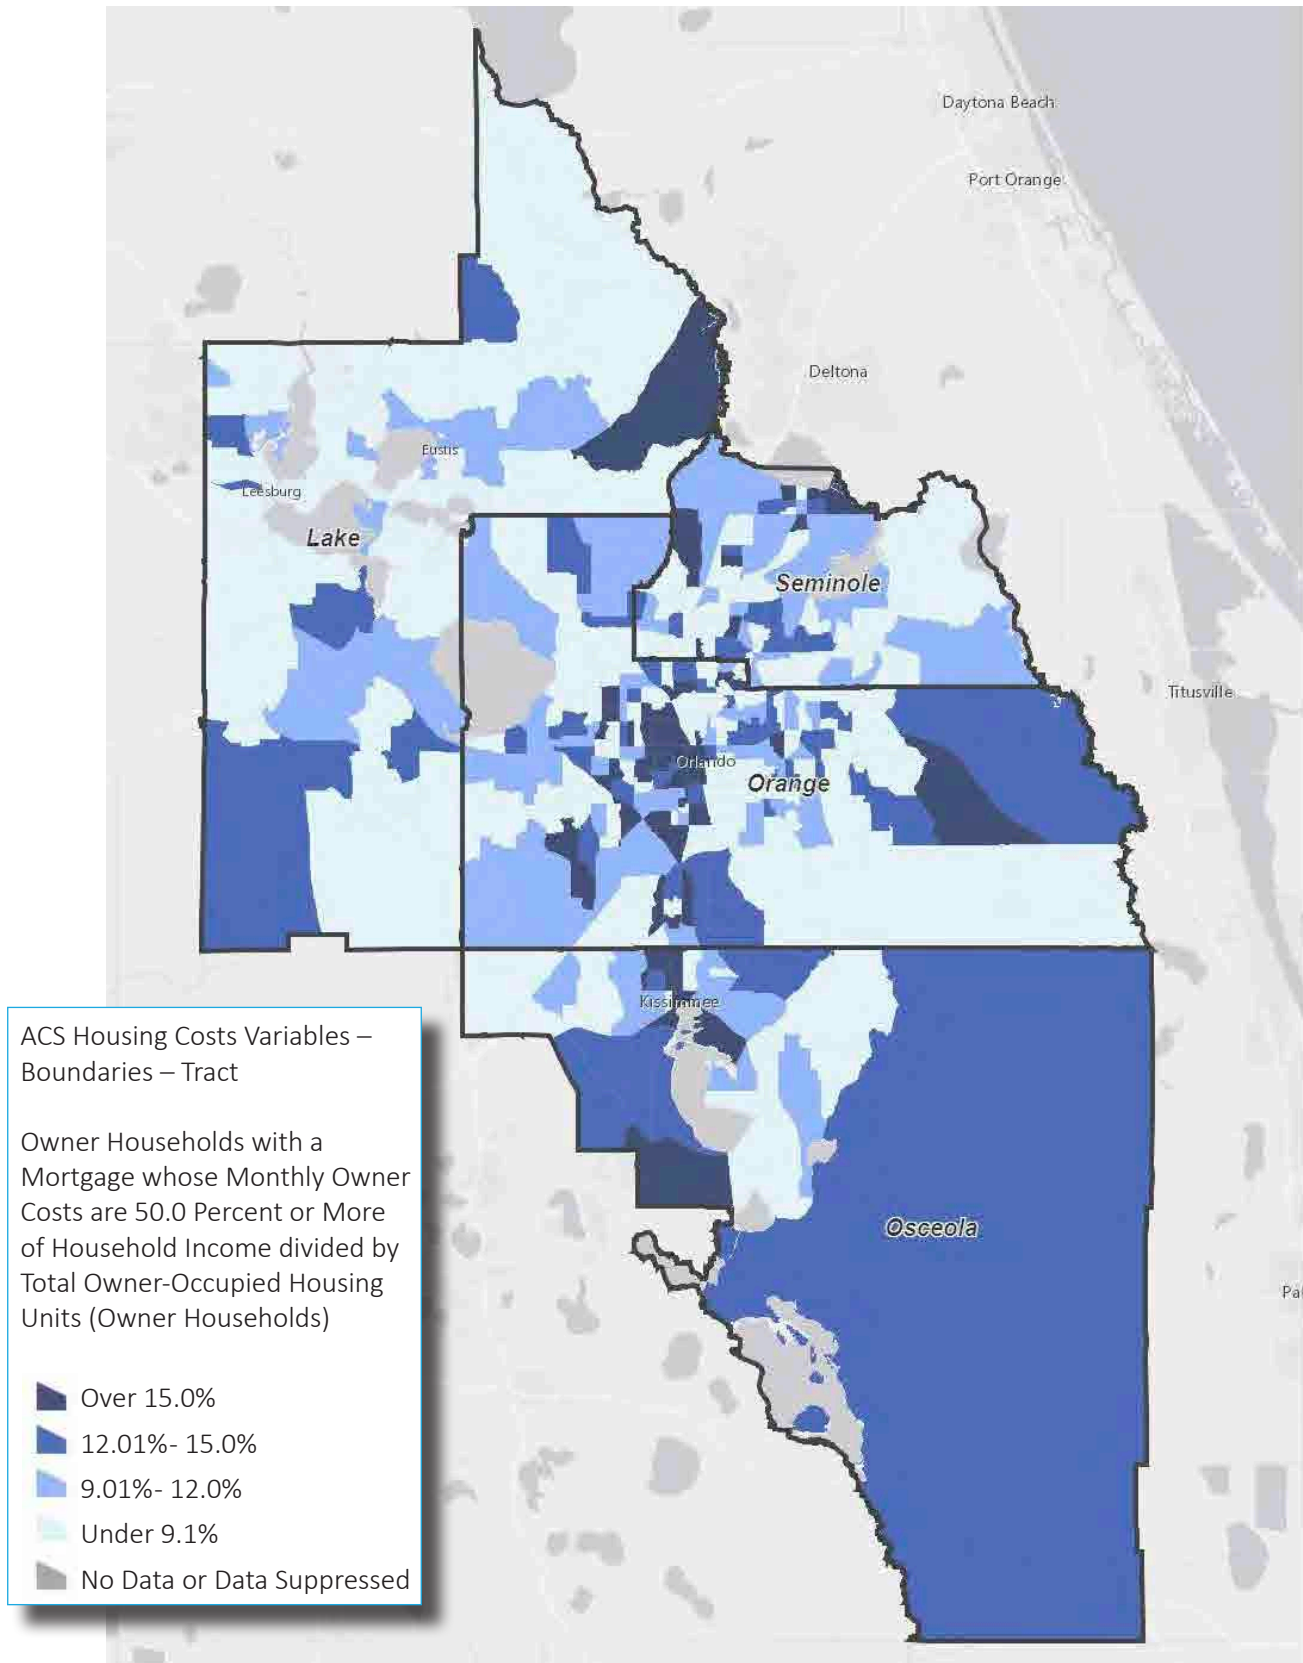 Daytona Beach
Port Orange
Deltona
Eustis
Leesburg
Lake
Seminole
Titusville
Orlando
Orange
Kissimmee
ACS Housing Costs Variables –
Boundaries – Tract
Owner Households with a
Mortgage whose Monthly Owner
Costs are 50.0 Percent or More
of Household Income divided by
Total Owner-Occupied Housing
Units (Owner Households)
Osceola
Pal
Over 15.0%
12.01%- 15.0%
9.01%- 12.0%
Under 9.1%
No Data or Data Suppressed